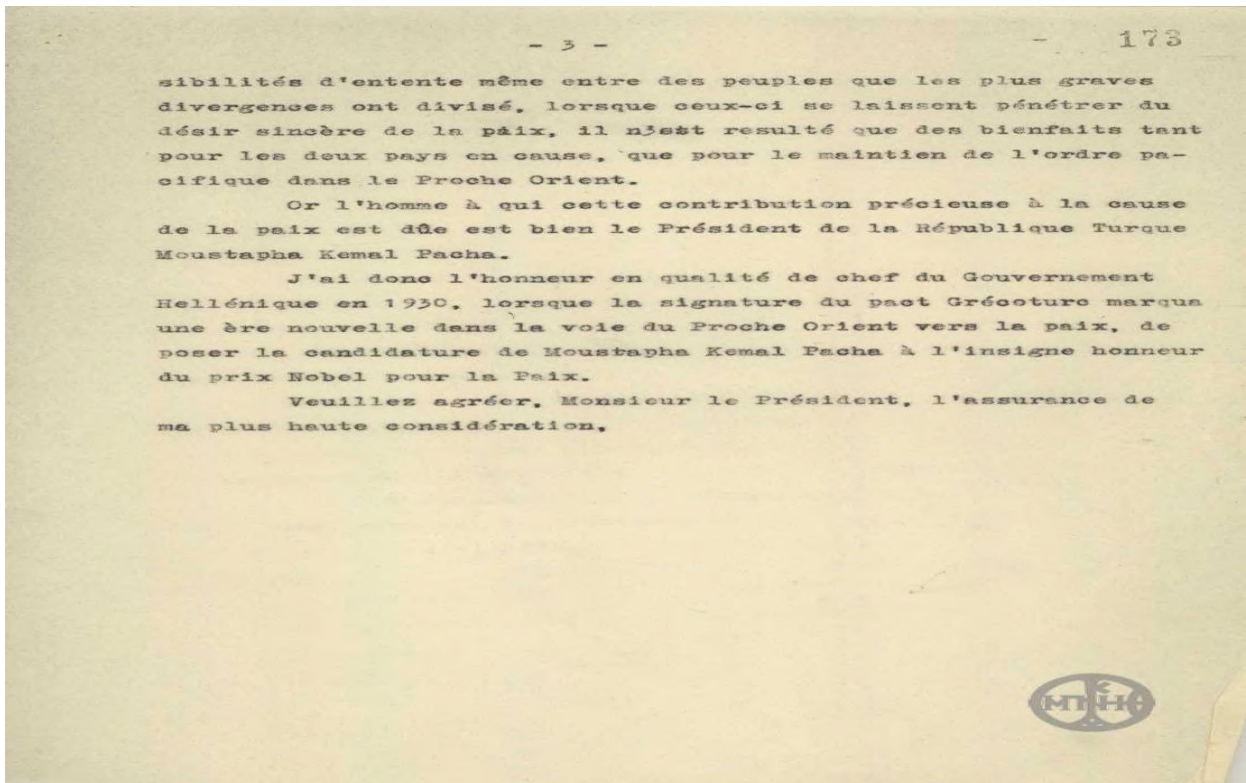 - 3 -
- 173
sibilités d'entente même entre des peuples que les plus graves
divergences ont divisé, lorsque ceux-ci se laissent pénétrer du
désir sincère de la paix, il n3est resulté que des bienfaits tant
pour les deux pays en cause, que pour le maintien de l'ordre pa-
cifique dans le Proche Orient.
Or l'homme à qui cette contribution précieuse à la cause
de la paix est dûe est bien le Président de la République Turque
Moustapha Kemal Pacha.
J'ai donc l'honneur en qualité de chef du Gouvernement
Hellénique en 1930, lorsque la signature du pact Grécoturc marqua
une ère nouvelle dans la voie du Proche Orient vers la paix, de
poser la candidature de Moustapha Kemal Pacha à l'insigne honneur
du prix Nobel pour la Paix.
Veuillez agréer, Monsieur le Président, l'assurance de
ma plus haute considération,